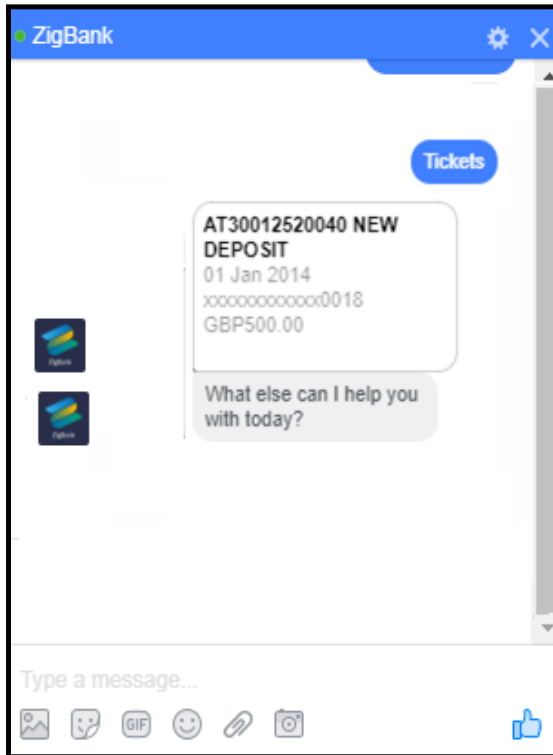 ZigBank
Tickets
AT30012520040 NEW
DEPOSIT
01 Jan 2014
xxxxxxxxxxxx0018
GBP500.00
What else can I help you
with today?
Type a message...
GIF